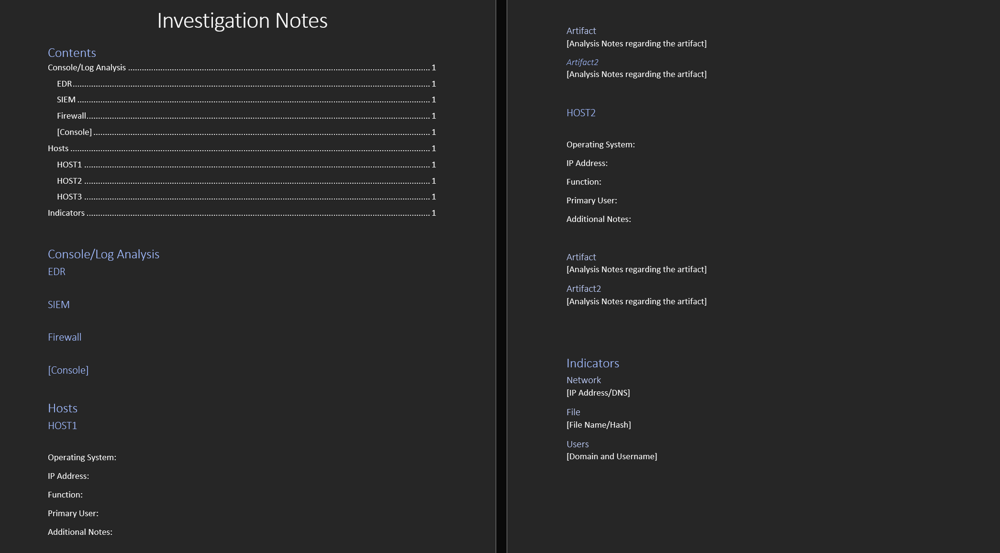 Investigation Notes
Contents
Console/Log Analysis ........ 1
EDR ........ 1
SIEM ........ 1
Firewall ........ 1
[Console] ........ 1
Hosts ........ 1
HOST1 ........ 1
HOST2 ........ 1
HOST3 ........ 1
Indicators ........ 1
Console/Log Analysis
EDR
SIEM
Firewall
[Console]
Hosts
HOST1
Operating System:
IP Address:
Function:
Primary User:
Additional Notes:
Artifact
[Analysis Notes regarding the artifact]
Artifact2
[Analysis Notes regarding the artifact]
HOST2
Operating System:
IP Address:
Function:
Primary User:
Additional Notes:
Artifact
[Analysis Notes regarding the artifact]
Artifact2
[Analysis Notes regarding the artifact]
Indicators
Network
[IP Address/DNS]
File
[File Name/Hash]
Users
[Domain and Username]